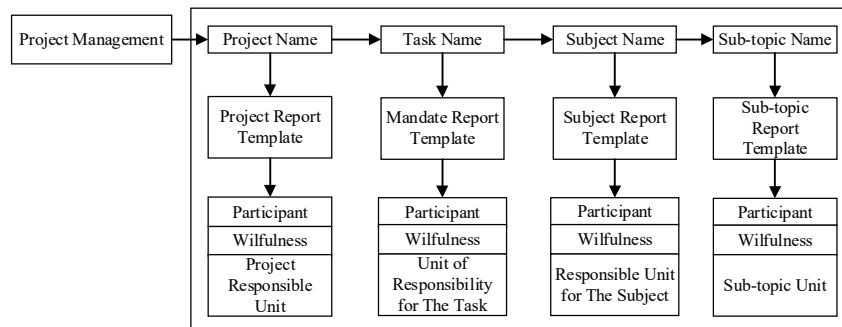 Project Management
Project Name
Task Name
Subject Name
Sub-topic Name
Project Report
Template
Mandate Report
Template
Subject Report
Template
Sub-topic
Report
Template
Participant
Wilfulness
Project
Responsible
Unit
Participant
Wilfulness
Unit of
Responsibility
for The Task
Participant
Wilfulness
Responsible Unit
for The Subject
Participant
Wilfulness
Sub-topic Unit